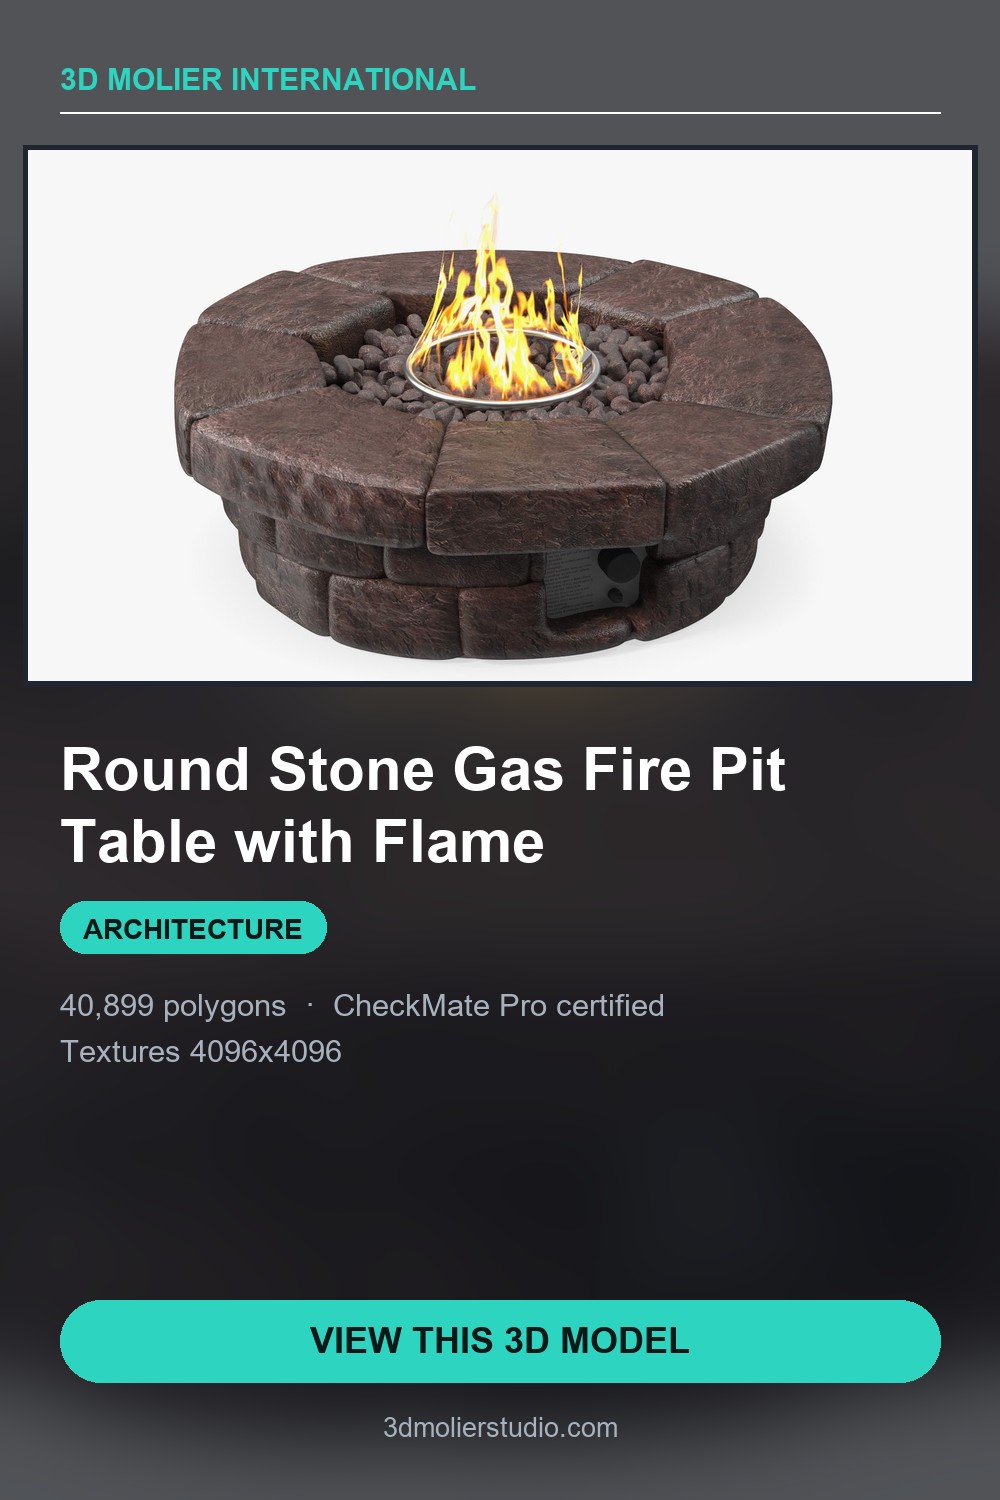 3D MOLIER INTERNATIONAL
Round Stone Gas Fire Pit
Table with Flame
ARCHITECTURE
40,899 polygons · CheckMate Pro certified
Textures 4096x4096
VIEW THIS 3D MODEL
3dmolierstudio.com